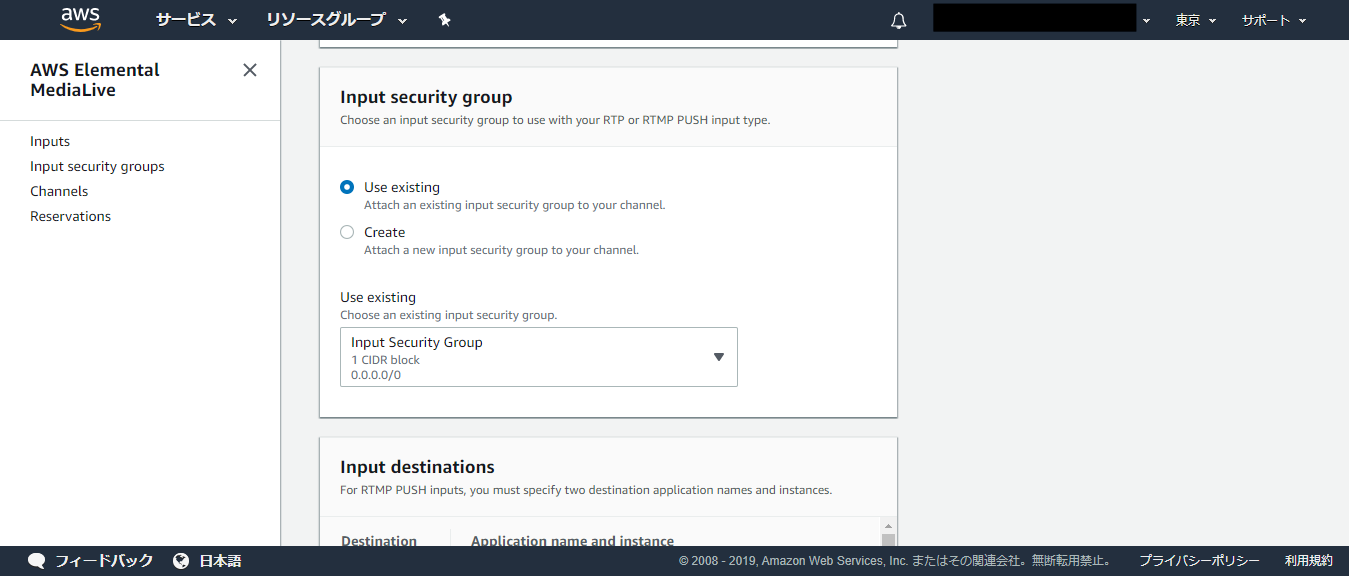 aws
サービス
リソースグループ
東京
サポート
AWS Elemental
MediaLive
Inputs
Input security groups
Channels
Reservations
Input security group
Choose an input security group to use with your RTP or RTMP PUSH input type.
Use existing
Attach an existing input security group to your channel.
Create
Attach a new input security group to your channel.
Use existing
Choose an existing input security group.
Input Security Group
1 CIDR block
0.0.0.0/0
Input destinations
For RTMP PUSH inputs, you must specify two destination application names and instances.
Destination
Application name and instance
フィードバック
日本語
© 2008 - 2019, Amazon Web Services, Inc. またはその関連会社。無断転用禁止。
プライバシーポリシー
利用規約